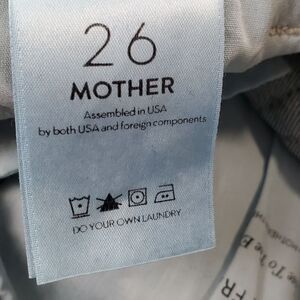 26
MOTHER
Assembled in USA
by both USA and foreign components
DO YOUR OWN LAUNDRY